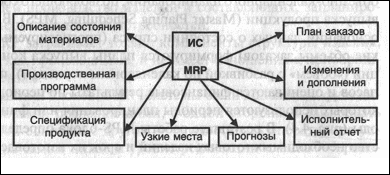 Описание состояния
материалов
Производственная
программа
Спецификация
продукта
ИС
MRP
Узкие места
Прогнозы
План заказов
Изменения
и дополнения
Исполнитель-
ный отчет